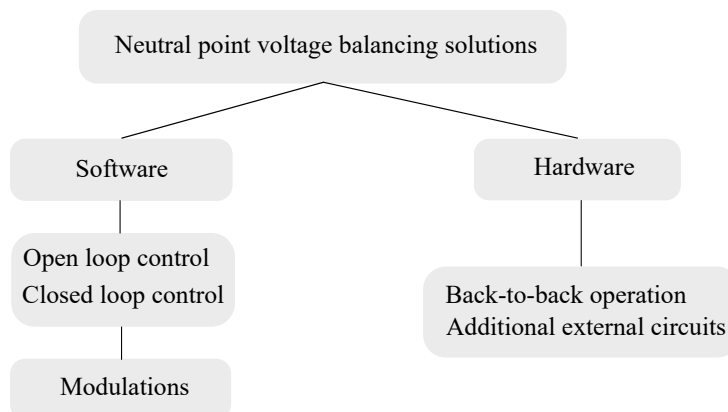 Neutral point voltage balancing solutions
Software
Hardware
Open loop control
Closed loop control
Back-to-back operation
Additional external circuits
Modulations